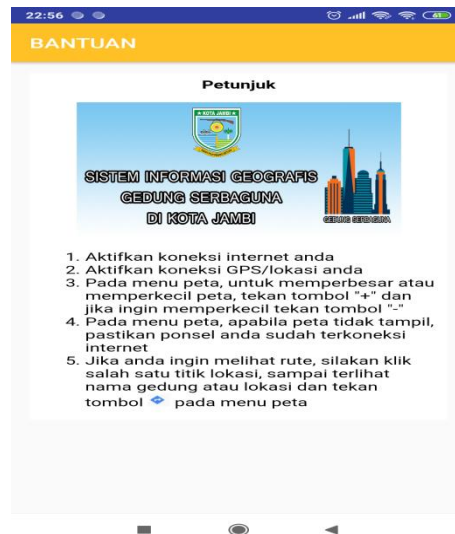 22:56
61
BANTUAN
Petunjuk
KOTA JAMBI
SISTEM INFORMASI GEOGRAFIS
GEDUNG SERBAGUNA
DI KOTA JAMBI
GEDUNG SERBAGUNA
1. Aktifkan koneksi internet anda
2. Aktifkan koneksi GPS/lokasi anda
3. Pada menu peta, untuk memperbesar atau
memperkecil peta, tekan tombol "+" dan
jika ingin memperkecil tekan tombol "-"
4. Pada menu peta, apabila peta tidak tampil,
pastikan ponsel anda sudah terkoneksi
internet
5. Jika anda ingin melihat rute, silakan klik
salah satu titik lokasi, sampai terlihat
nama gedung atau lokasi dan tekan
tombol pada menu peta